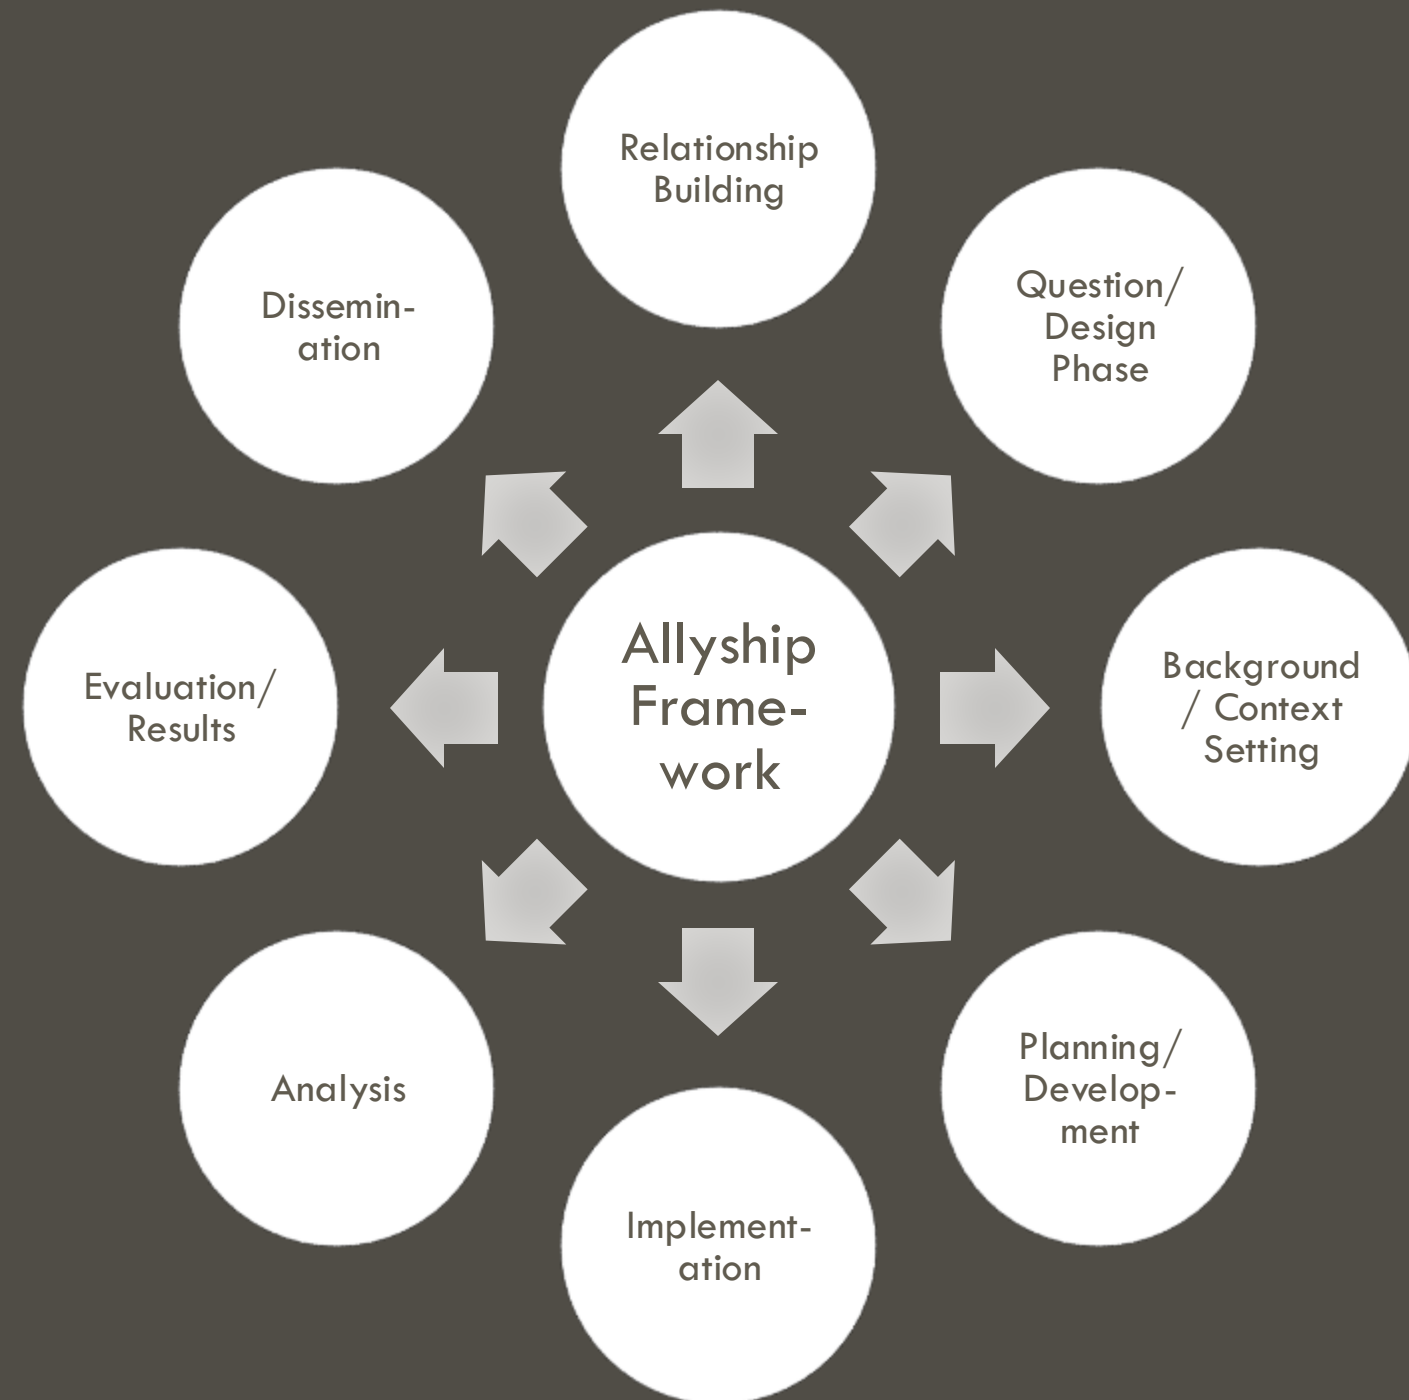 Relationship
Building
Question/
Design
Phase
Background
/ Context
Setting
Planning/
Develop-
ment
Implement-
ation
Analysis
Evaluation/
Results
Dissemin-
ation
Allyship
Frame-
work